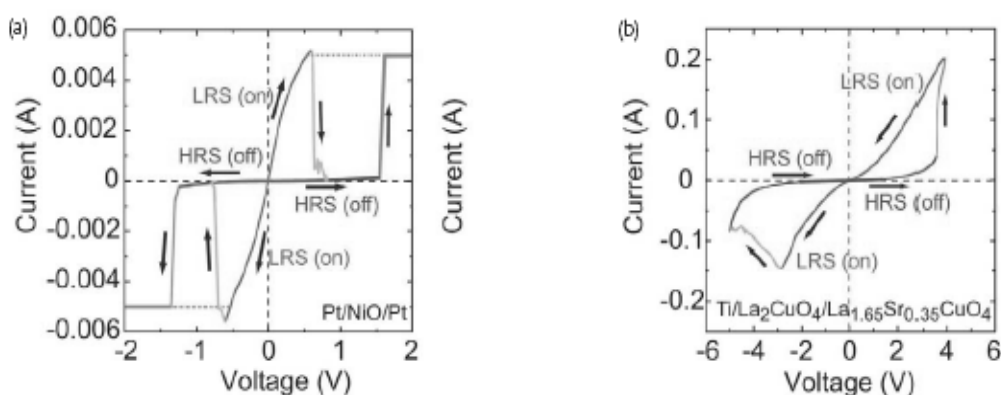 (a)
Current (A)
0.006
0.004
0.002
0
-0.002
-0.004
-0.006
LRS (on)
HRS (off)
HRS (off)
LRS (on)
Pt/NiO/Pt
-2
-1
0
1
2
Voltage (V)
(b)
Current (A)
0.2
0.1
0
-0.1
-0.2
LRS (on)
HRS (off)
HRS (off)
LRS (on)
Ti/La₂CuO₄/La₁.₆₅Sr₀.₃₅CuO₄
-6
-4
-2
0
2
4
6
Voltage (V)